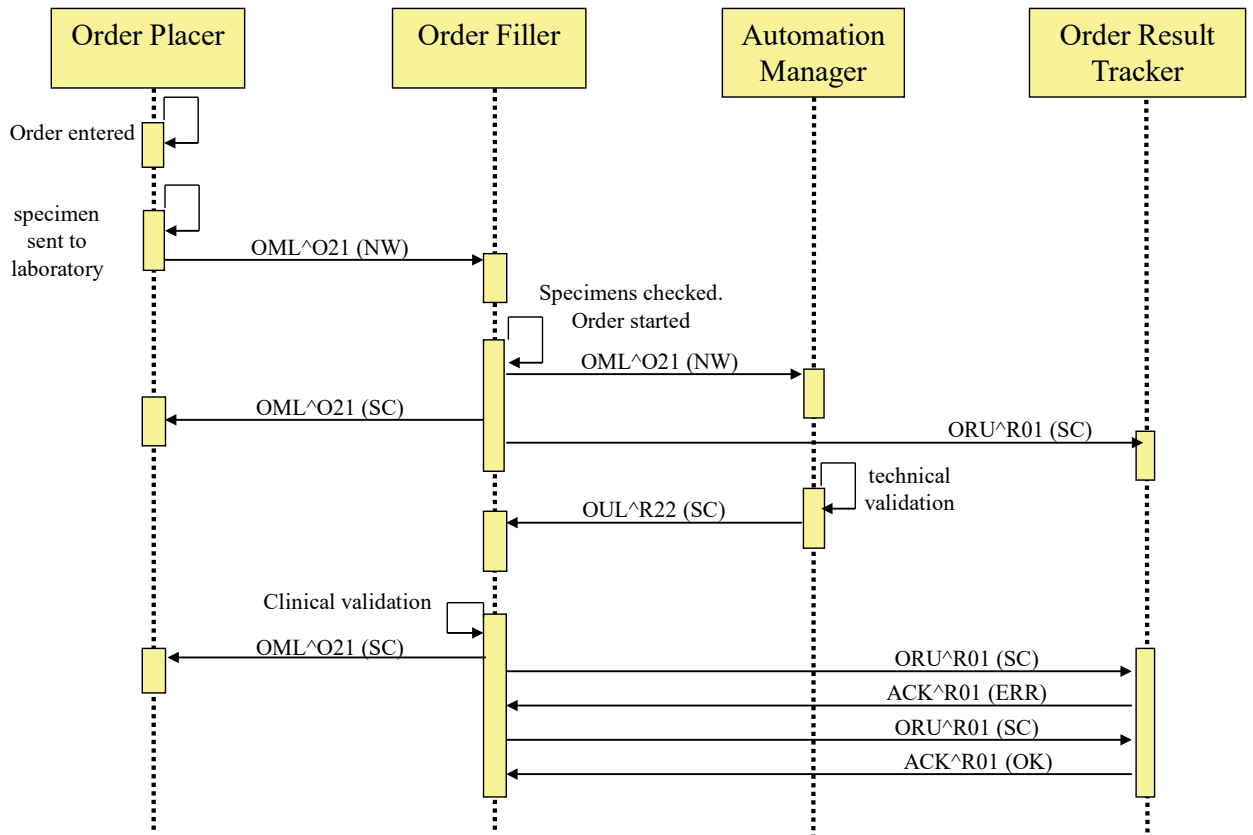 Order Placer
Order Filler
Automation
Manager
Order Result
Tracker
Order entered
specimen
sent to
laboratory
OML^O21 (NW)
Specimens checked.
Order started
OML^O21 (NW)
OML^O21 (SC)
ORU^R01 (SC)
technical
validation
OUL^R22 (SC)
Clinical validation
OML^O21 (SC)
ORU^R01 (SC)
ACK^R01 (ERR)
ORU^R01 (SC)
ACK^R01 (OK)